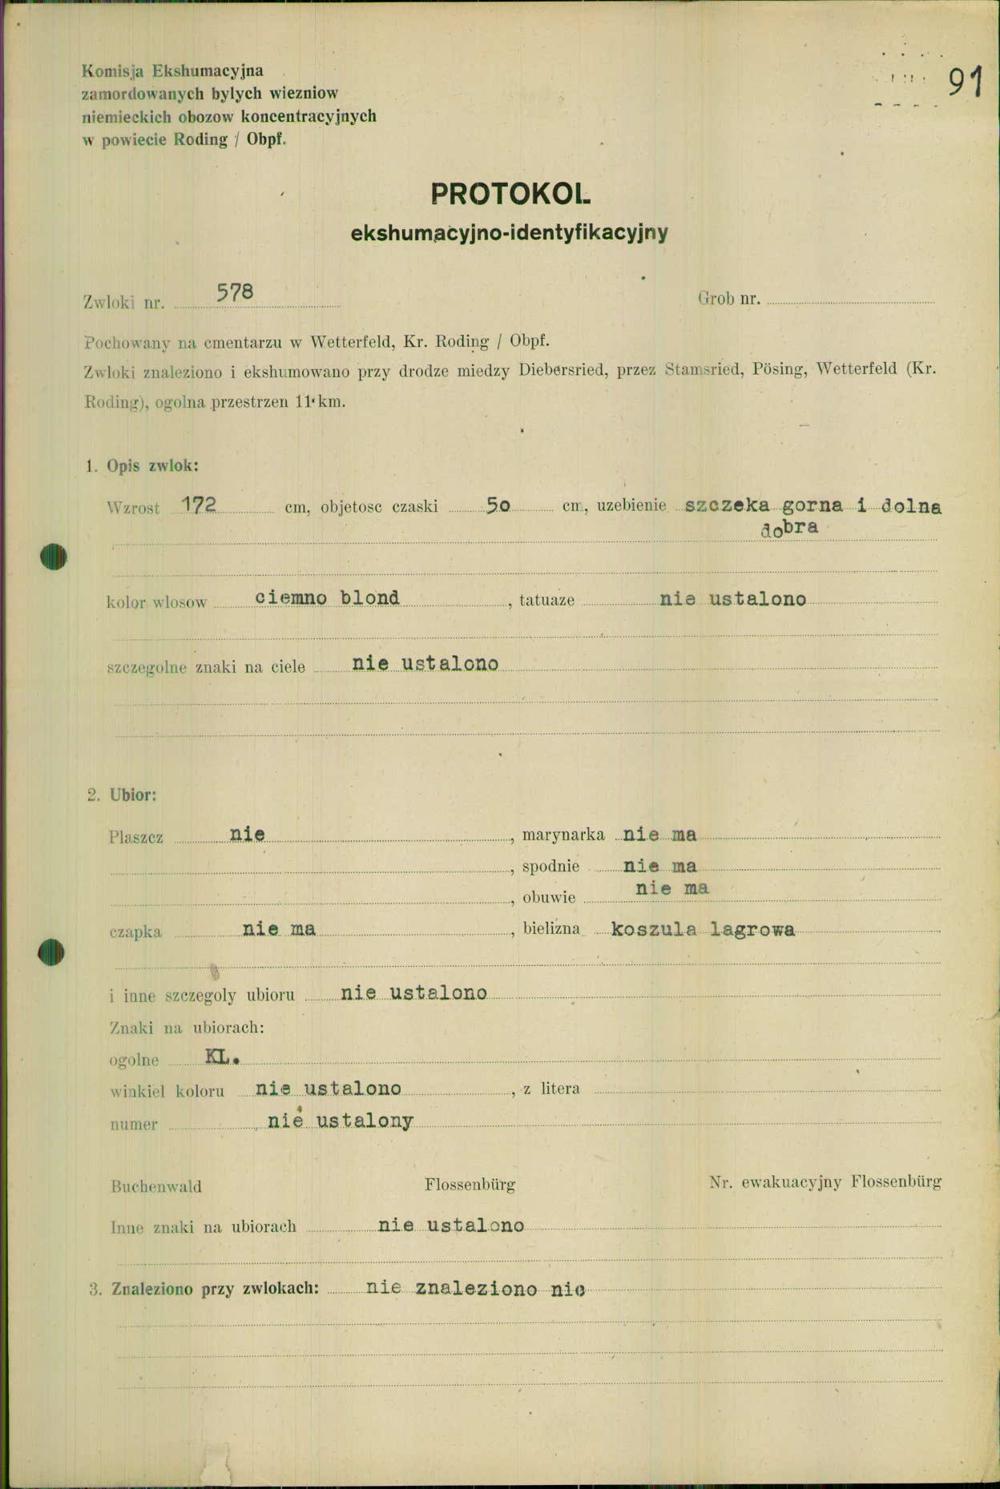 Komisja Ekshumacyjna
zamordowanych bylych wiezniow
niemieckich obozow koncentracyjnych
w powiecie Roding / Obpf.
91
PROTOKOL
ekshumacyjno-identyfikacyjny
Zwloki nr. 578
Grob nr.
Pochowany na cmentarzu w Wetterfeld, Kr. Roding / Obpf.
Zwloki znaleziono i ekshumowano przy drodze miedzy Diebersried, przez Stamsried, Pösing, Wetterfeld (Kr.
Roding), ogolna przestrzen 11 km.
1. Opis zwlok:
Wzrost 172 cm, objetosc czaski 50 cm, uzebienie szczeka gorna i dolna
dobra
kolor wlosow ciemno blond, tatuaze nie ustalono
szczegolne znaki na ciele nie ustalono
2. Ubior:
Plaszcz nie, marynarka nie ma
, spodnie nie ma
, obuwie nie ma
czapka nie ma, bielizna koszula lagrowa
i inne szczegoly ubioru nie ustalono
Znaki na ubiorach:
ogolne KL.
winkiel koloru nie ustalono, z litera
numer nie ustalony
Buchenwald Flossenbürg Nr. ewakuacyjny Flossenbürg
Inne znaki na ubiorach nie ustalono
3. Znaleziono przy zwlokach: nie znaleziono nic